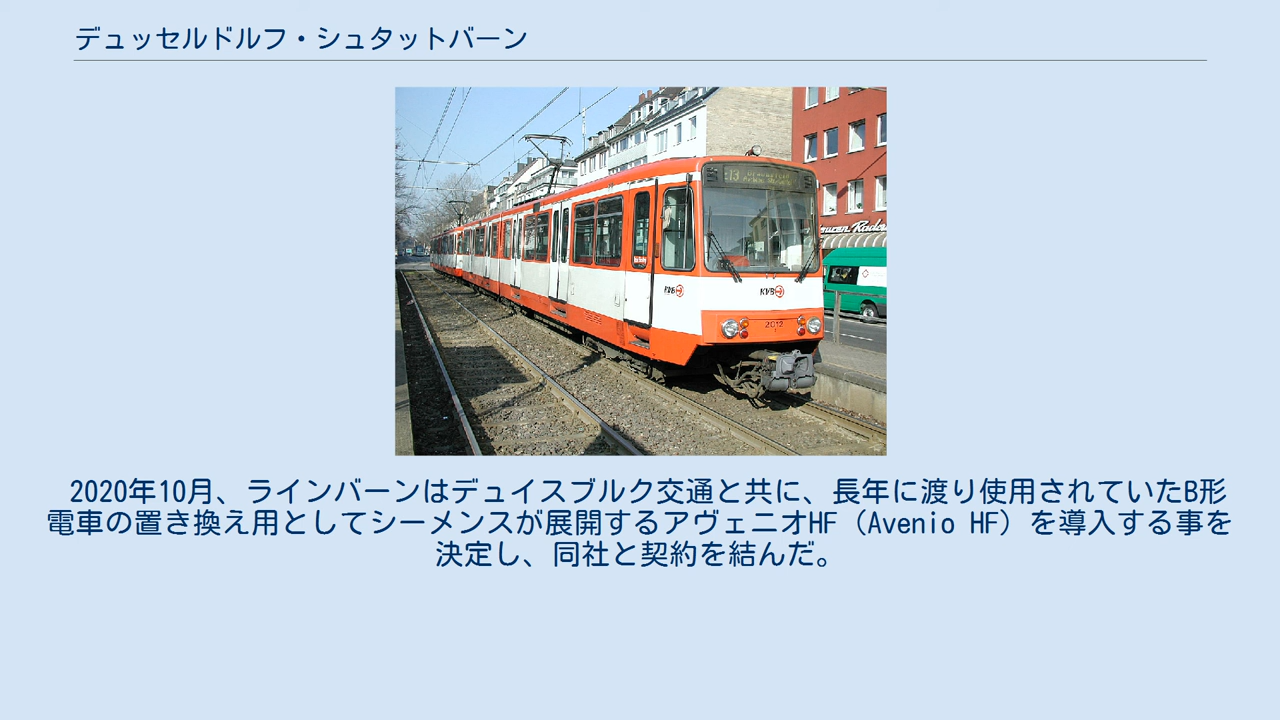 デュッセルドルフ・シュタットバーン
KVB
KVB
2012
2020年10月、ラインバーンはデュイスブルク交通と共に、長年に渡り使用されていたB形
電車の置き換え用としてシーメンスが展開するアヴェニオHF（Avenio HF）を導入する事を
決定し、同社と契約を結んだ。